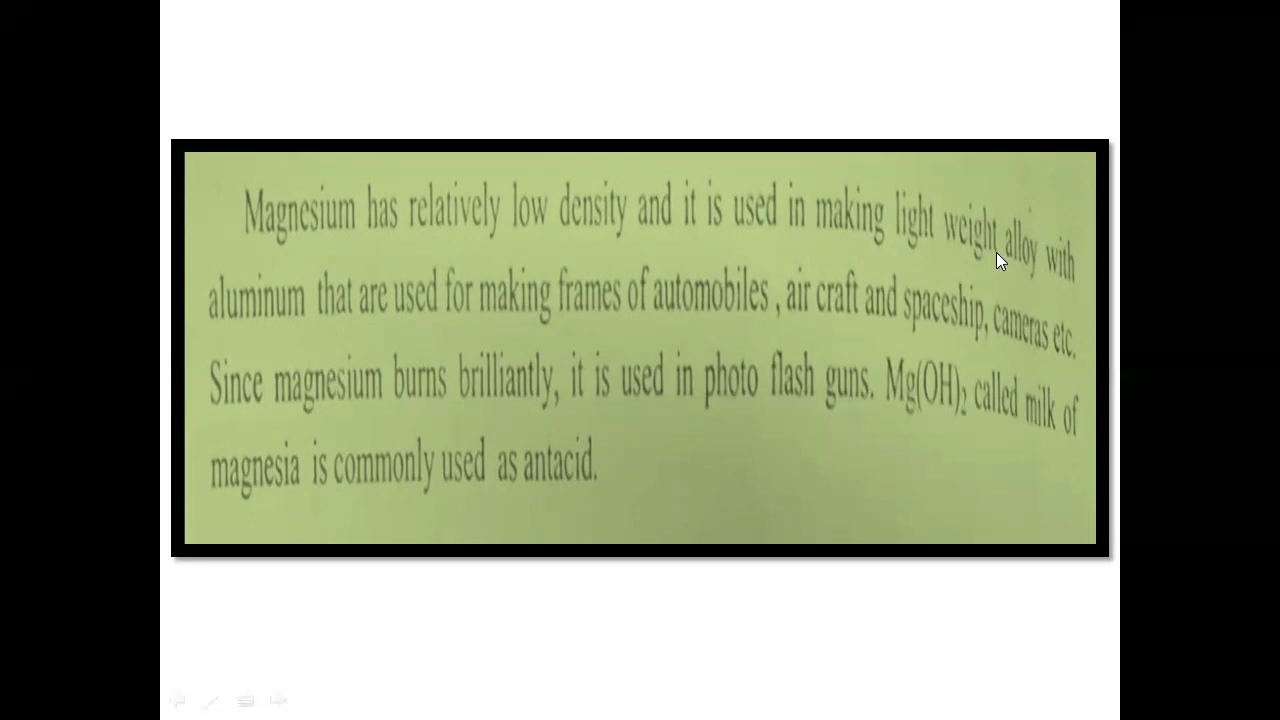 Magnesium has relatively low density and it is used in making light weight alloy with
aluminum that are used for making frames of automobiles , air craft and spaceship, cameras etc.
Since magnesium burns brilliantly, it is used in photo flash guns. Mg(OH)₂ called milk of
magnesia is commonly used as antacid.